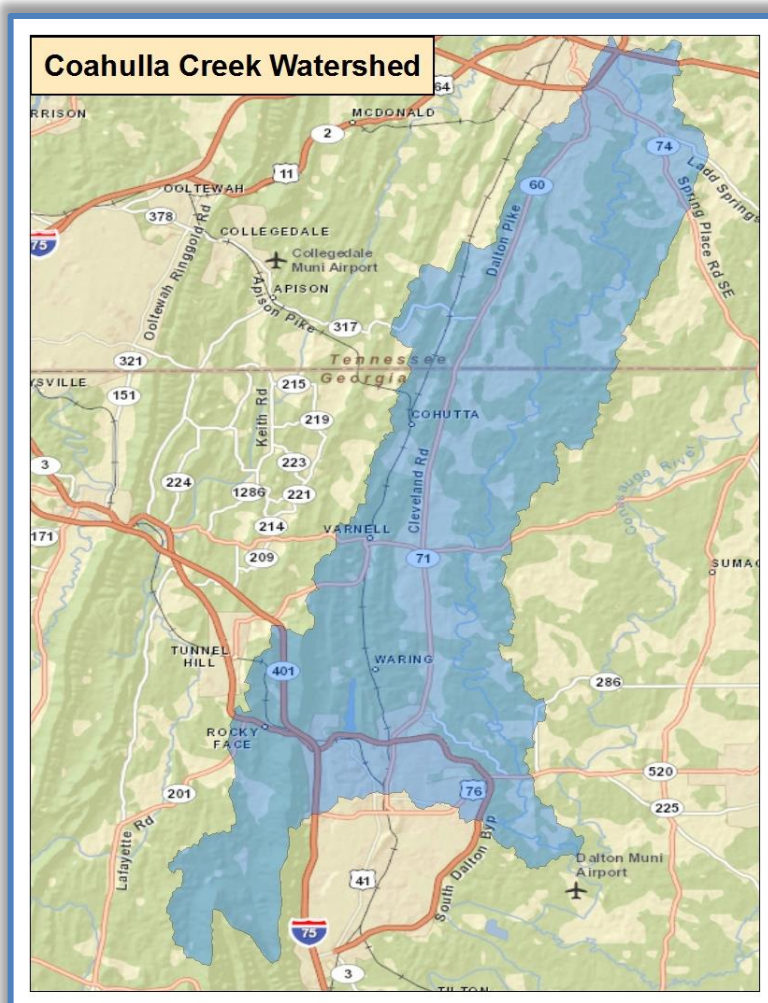 Coahulla Creek Watershed
64
RRISON
MCDONALD
2
11
74
Ladd Springs
60
OOLTEWAH
378
Spring Place Rd SE
75
COLLEGEDALE
Collegedale
Muni Airport
Dalton Pike
Ooltewah Ringgold Rd
APISON
Apison Pike
317
Tennessee
321
Georgia
YSVILLE
151
215
Keith Rd
219
COHUTTA
3
223
224
1286
221
Cleveland Rd
Conasauga River
214
VARNELL
171
209
71
SUMAC
TUNNEL
HILL
401
WARING
286
ROCKY
FACE
520
201
76
225
Lafayette Rd
South Dalton Byp
Dalton Muni
Airport
41
75
3
TILTON